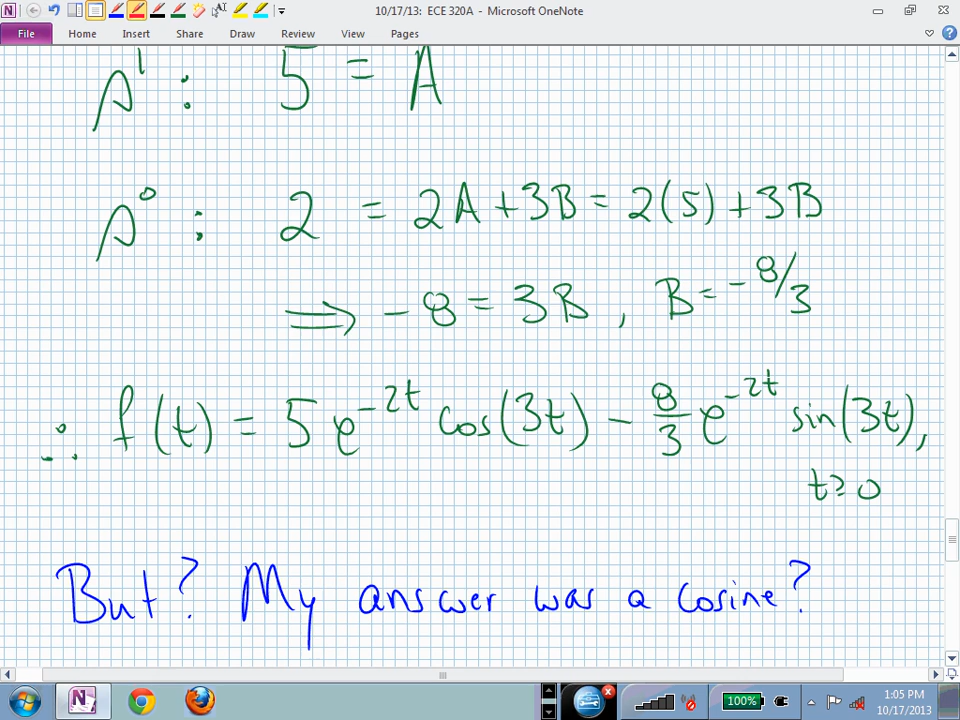 10/17/13: ECE 320A - Microsoft OneNote
File Home Insert Share Draw Review View Pages
s¹ : 5 = A
s⁰ : 2 = 2A + 3B = 2(5) + 3B
⟹ -8 = 3B , B = -8/3
∴ f(t) = 5e^{-2t} cos(3t) - 8/3 e^{-2t} sin(3t),
t ≥ 0
But? My answer was a cosine?
100% 1:05 PM
10/17/2013